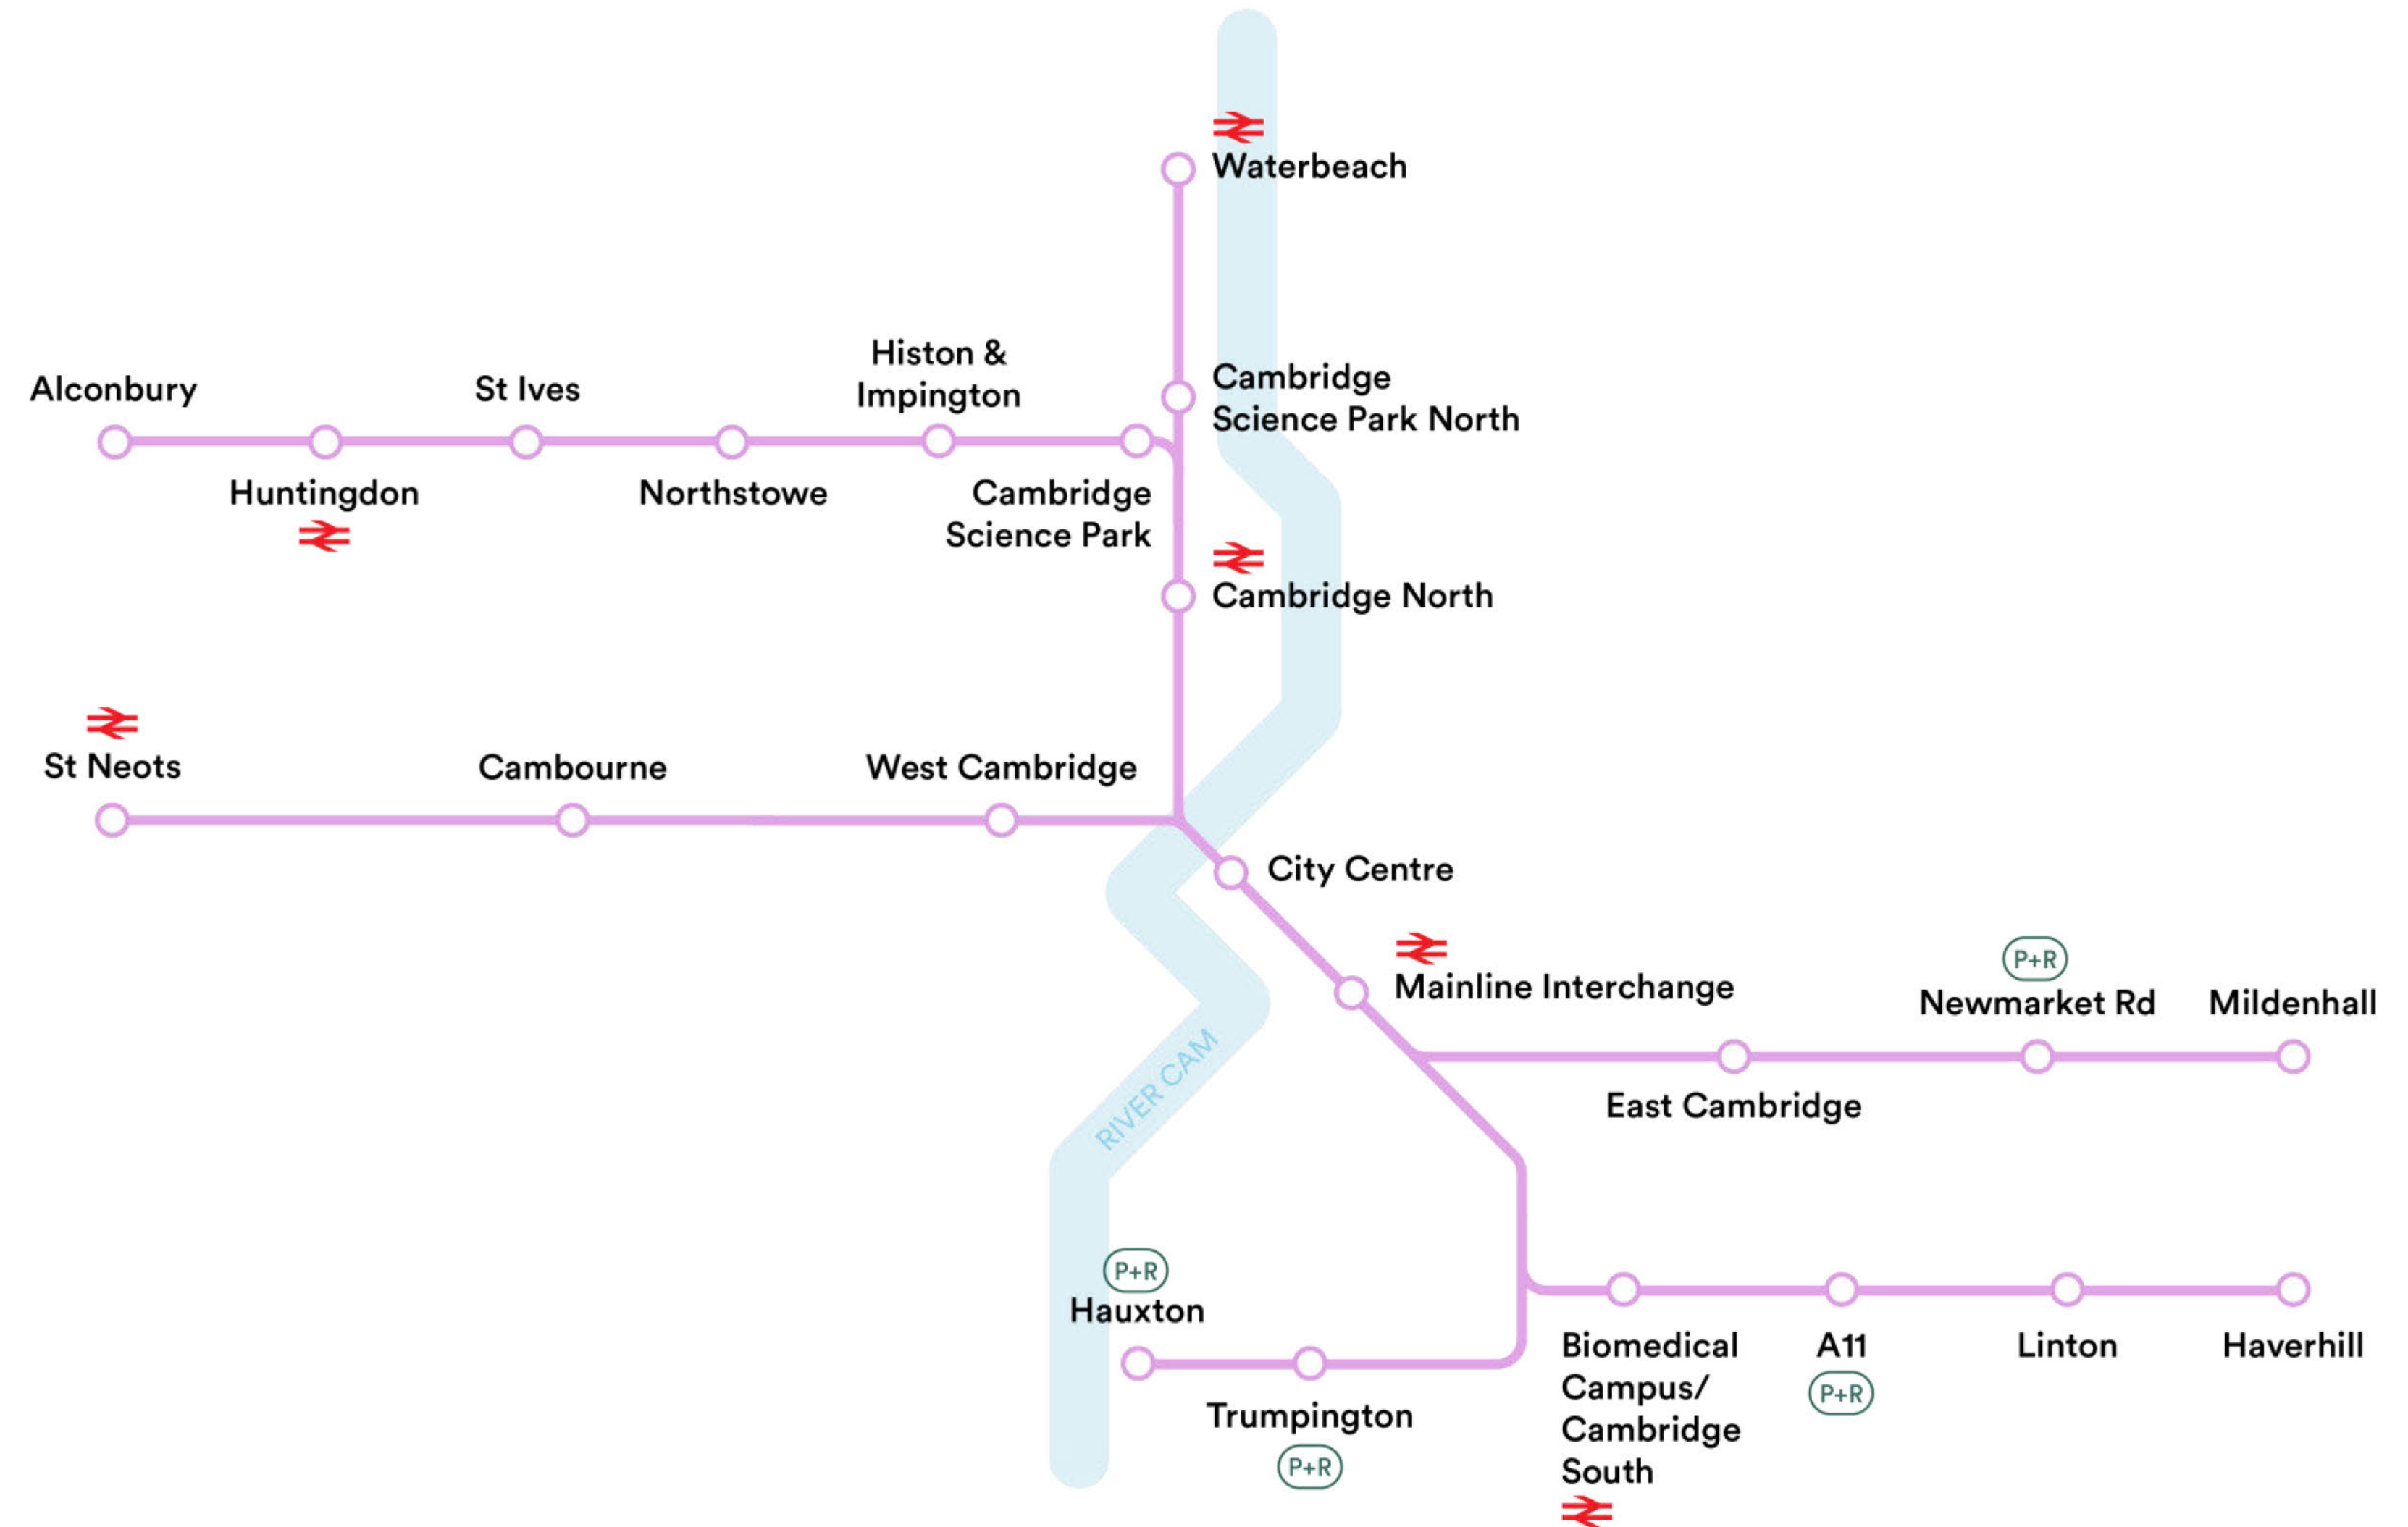 Waterbeach
Cambridge
Science Park North
Histon &
Impington
Alconbury
St Ives
Huntingdon
Northstowe
Cambridge
Science Park
Cambridge North
St Neots
Cambourne
West Cambridge
City Centre
Mainline Interchange
P+R
Newmarket Rd
Mildenhall
East Cambridge
RIVER CAM
P+R
Hauxton
Trumpington
P+R
Biomedical
Campus/
Cambridge
South
A11
P+R
Linton
Haverhill